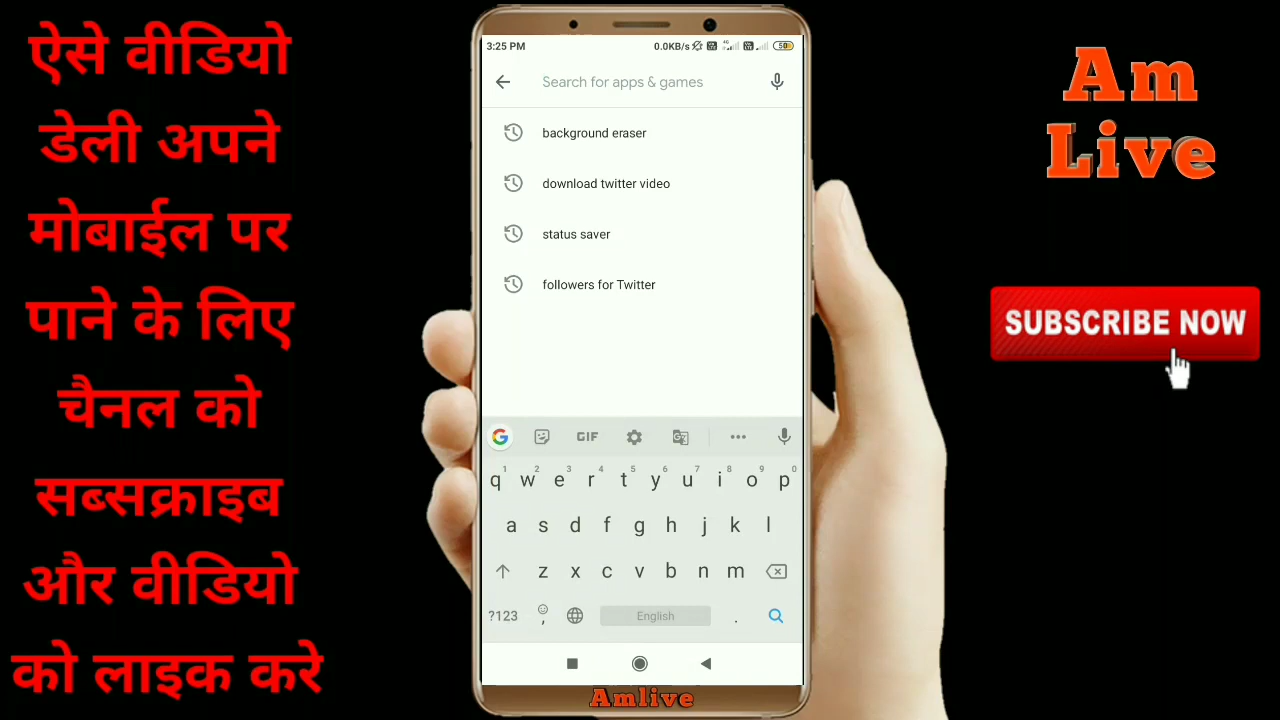 ऐसे वीडियो
डेली अपने
मोबाईल पर
पाने के लिए
चैनल को
सब्सक्राइब
और वीडियो
को लाइक करे
3:25 PM
0.0KB/s
50
Search for apps & games
background eraser
download twitter video
status saver
followers for Twitter
GIF
1 2 3 4 5 6 7 8 9 0
q w e r t y u i o p
a s d f g h j k l
z x c v b n m
?123 , English .
Amlive
Am
Live
SUBSCRIBE NOW